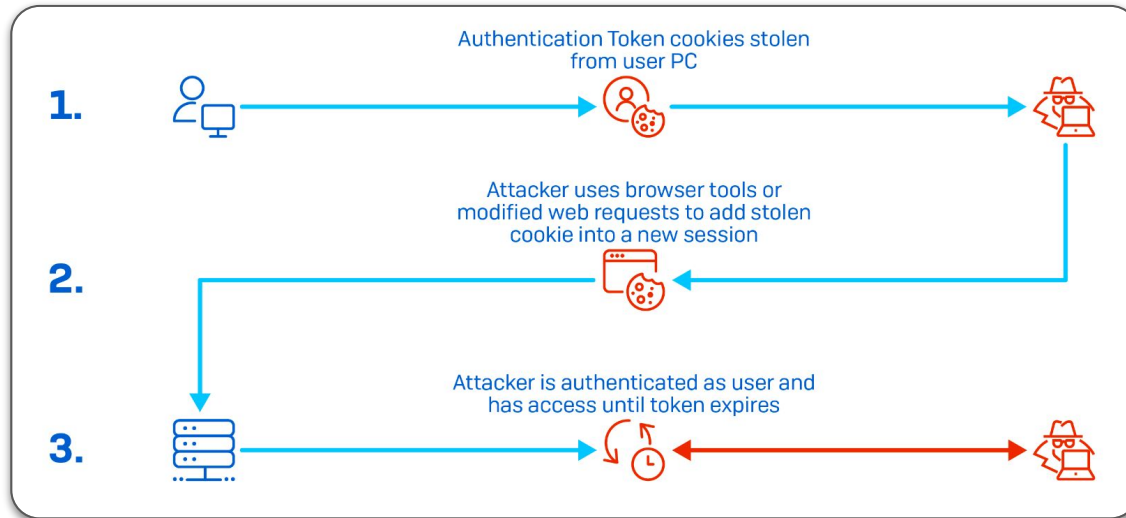 Authentication Token cookies stolen
from user PC
1.
Attacker uses browser tools or
modified web requests to add stolen
cookie into a new session
2.
Attacker is authenticated as user and
has access until token expires
3.